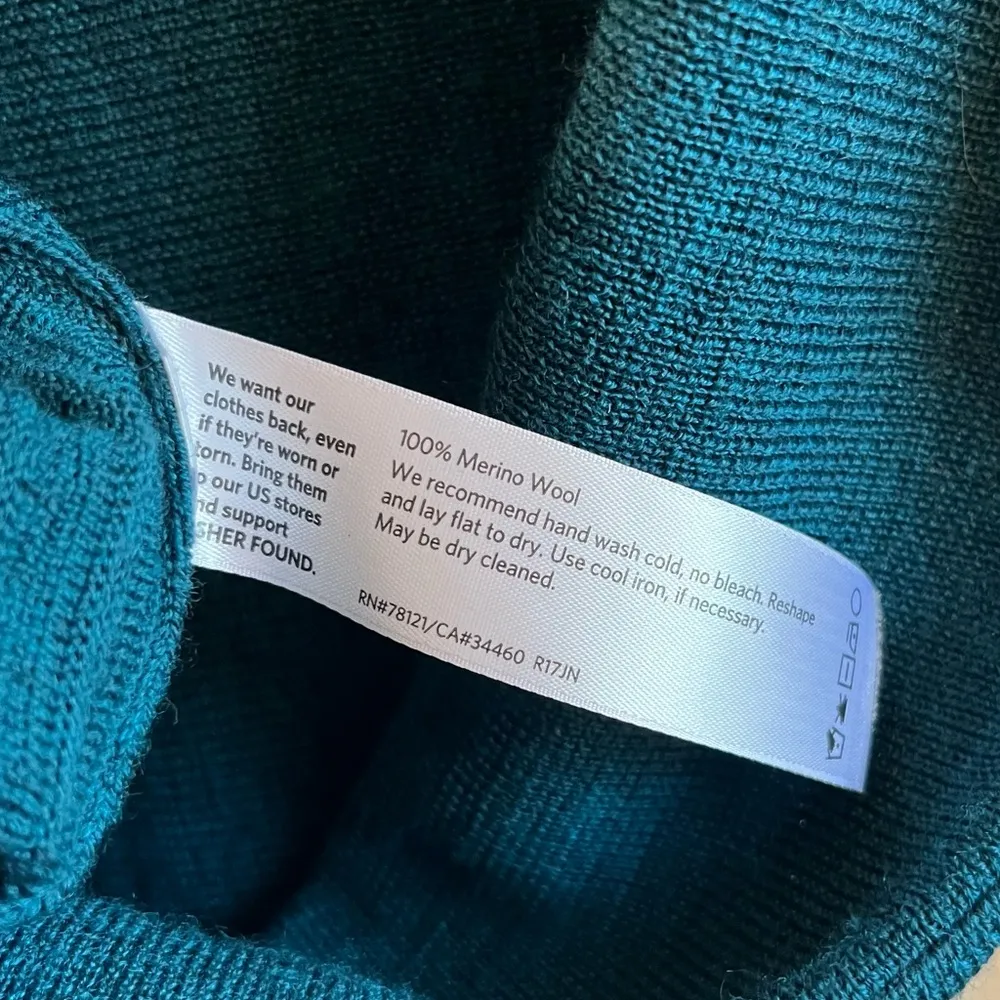 We want our
clothes back, even
if they're worn or
torn. Bring them
o our US stores
nd support
SHER FOUND.
100% Merino Wool
We recommend hand wash cold, no bleach. Reshape
and lay flat to dry. Use cool iron, if necessary.
May be dry cleaned.
RN#78121/CA#34460 R17JN